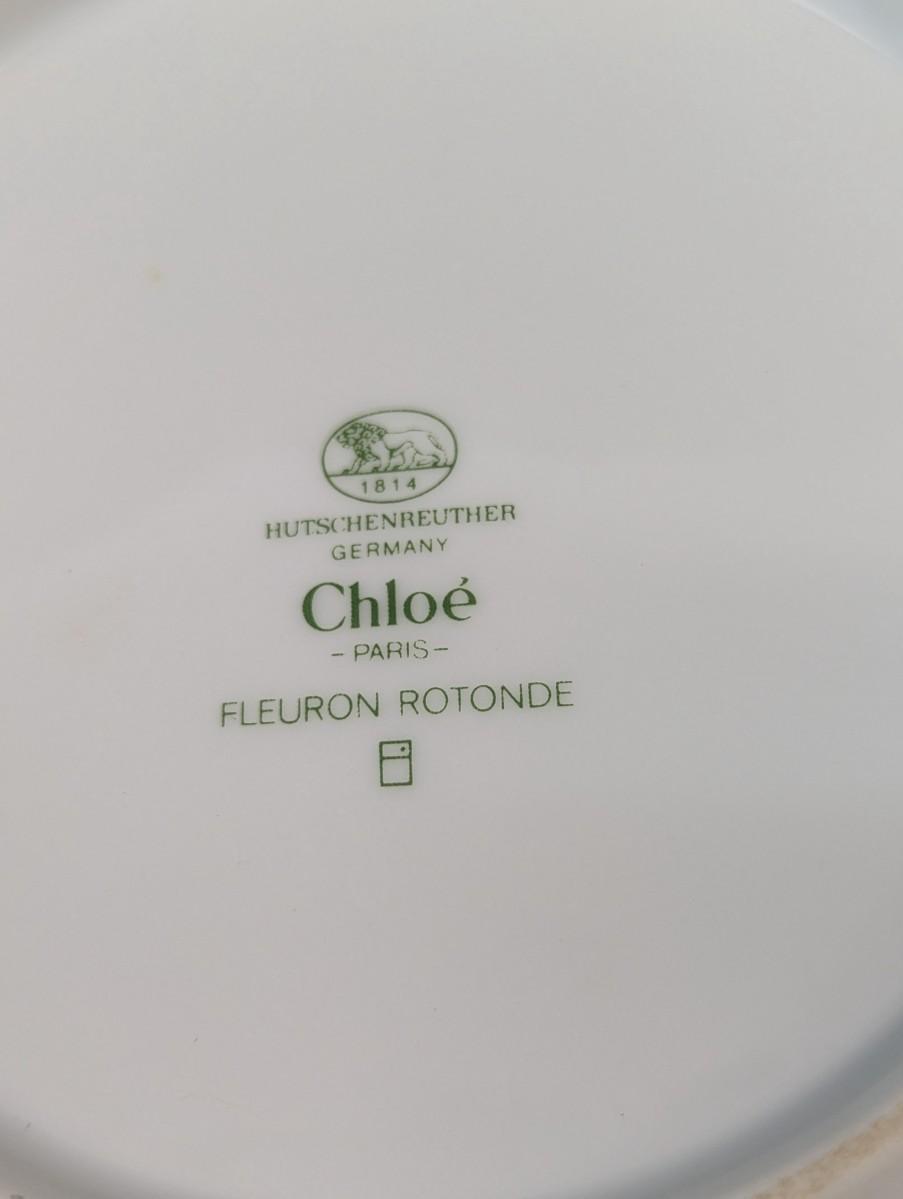 1814
HUTSCHENREUTHER
GERMANY
Chloé
- PARIS -
FLEURON ROTONDE